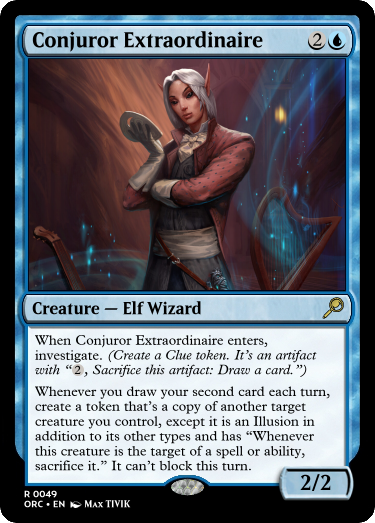 Conjuror Extraordinaire 2
Creature — Elf Wizard
When Conjuror Extraordinaire enters,
investigate. (Create a Clue token. It's an artifact
with “2, Sacrifice this artifact: Draw a card.”)
Whenever you draw your second card each turn,
create a token that's a copy of another target
creature you control, except it is an Illusion in
addition to its other types and has “Whenever
this creature is the target of a spell or ability,
sacrifice it.” It can't block this turn.
2/2
R 0049
ORC • EN Max TIVIK